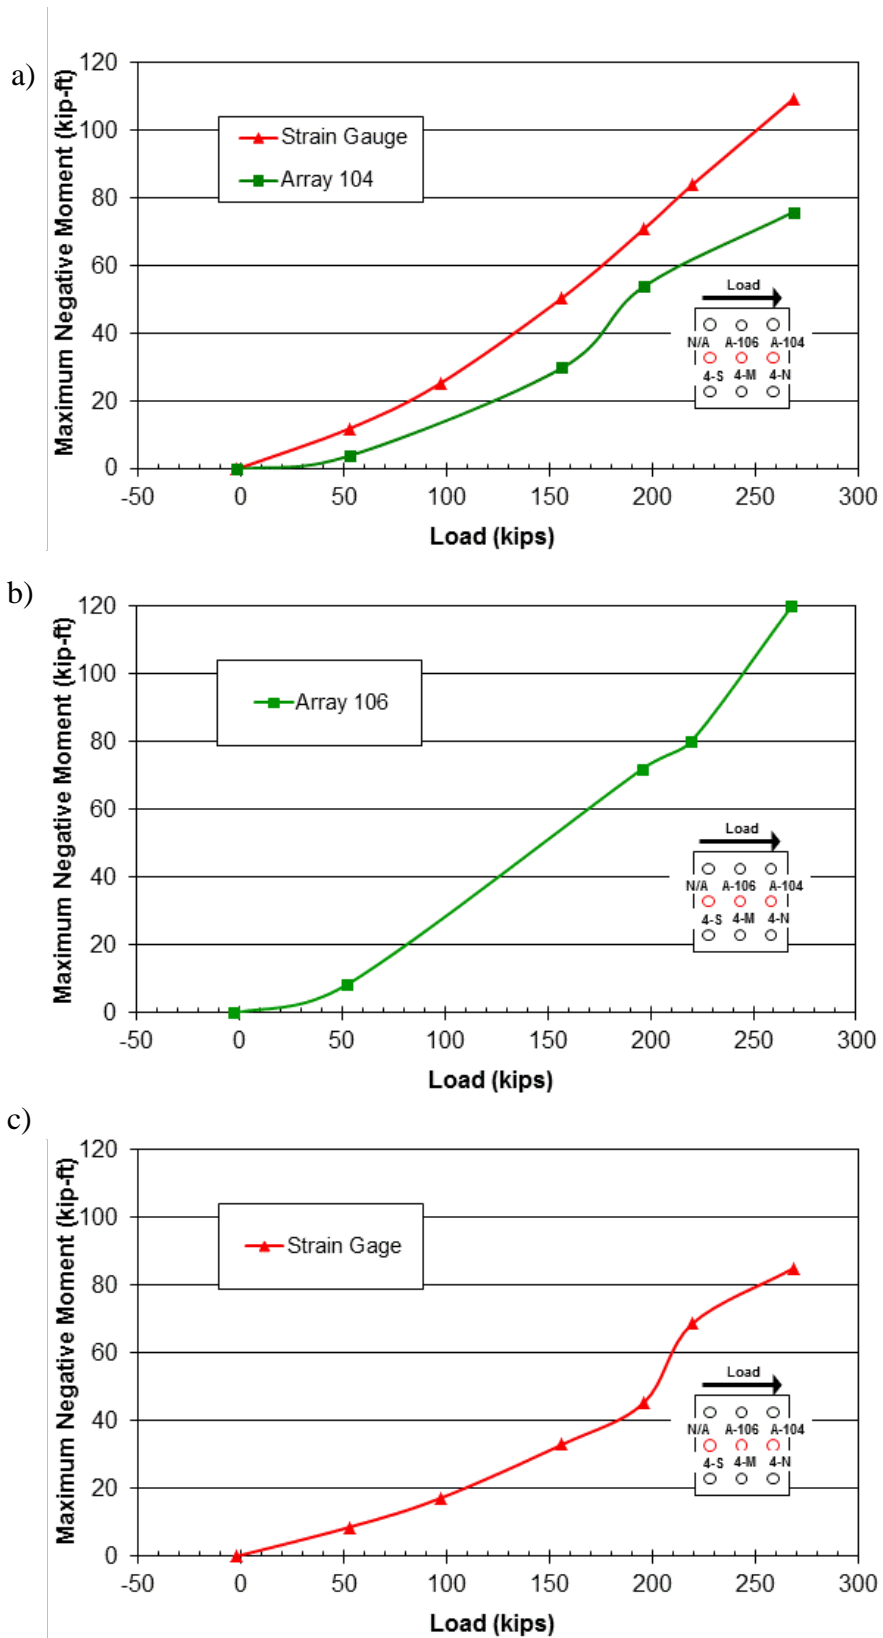 a)
Maximum Negative Moment (kip-ft)
120
100
80
60
40
20
0
Strain Gauge
Array 104
Load
N/A A-106 A-104
4-S 4-M 4-N
-50 0 50 100 150 200 250 300
Load (kips)
b)
Maximum Negative Moment (kip-ft)
120
100
80
60
40
20
0
Array 106
Load
N/A A-106 A-104
4-S 4-M 4-N
-50 0 50 100 150 200 250 300
Load (kips)
c)
Maximum Negative Moment (kip-ft)
120
100
80
60
40
20
0
Strain Gage
Load
N/A A-106 A-104
4-S 4-M 4-N
-50 0 50 100 150 200 250 300
Load (kips)